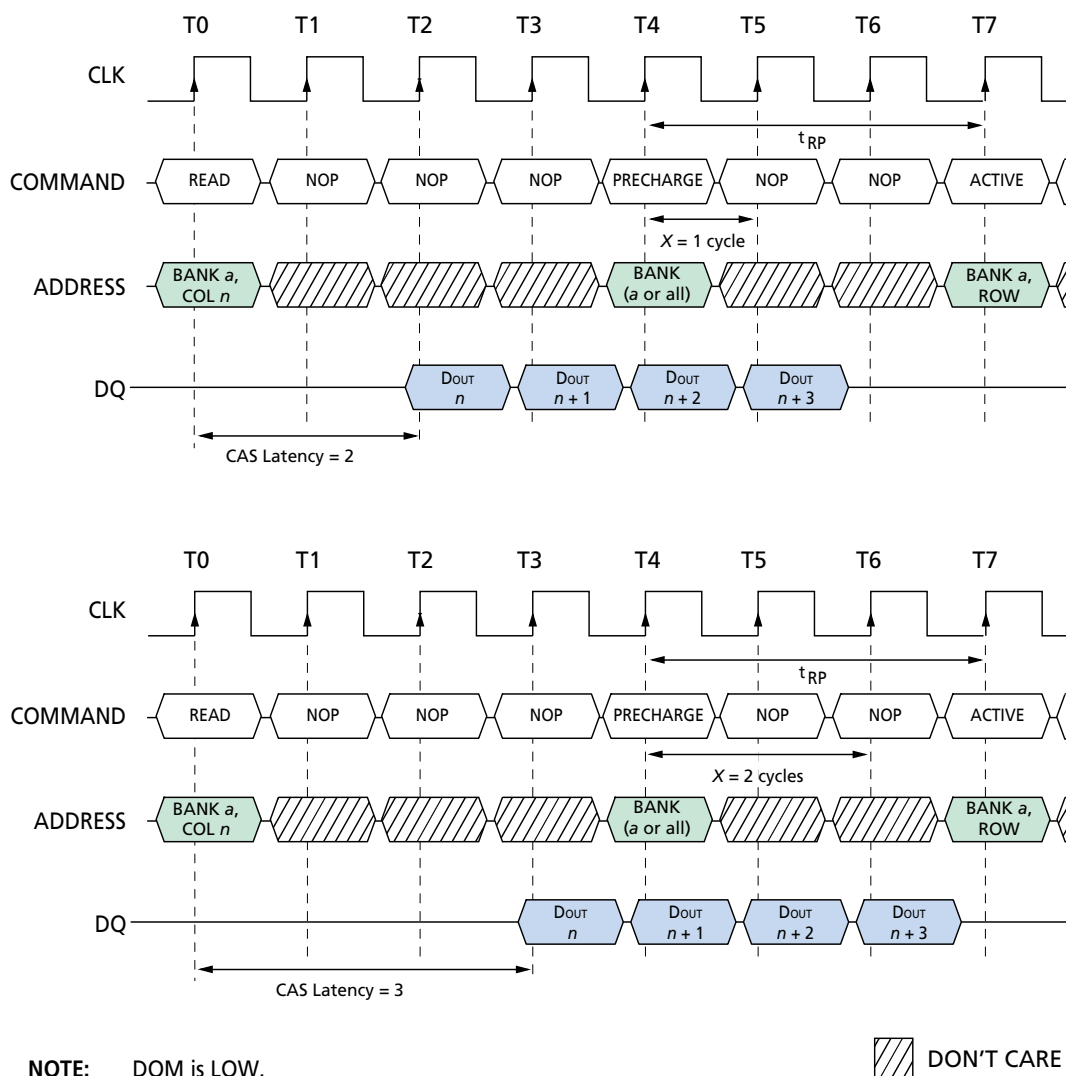 T0 T1 T2 T3 T4 T5 T6 T7
CLK
tRP
COMMAND READ NOP NOP NOP PRECHARGE NOP NOP ACTIVE
X = 1 cycle
ADDRESS BANK a, COL n BANK (a or all) BANK a, ROW
DQ DOUT n DOUT n + 1 DOUT n + 2 DOUT n + 3
CAS Latency = 2
T0 T1 T2 T3 T4 T5 T6 T7
CLK
tRP
COMMAND READ NOP NOP NOP PRECHARGE NOP NOP ACTIVE
X = 2 cycles
ADDRESS BANK a, COL n BANK (a or all) BANK a, ROW
DQ DOUT n DOUT n + 1 DOUT n + 2 DOUT n + 3
CAS Latency = 3
NOTE: DQM is LOW.
DON'T CARE